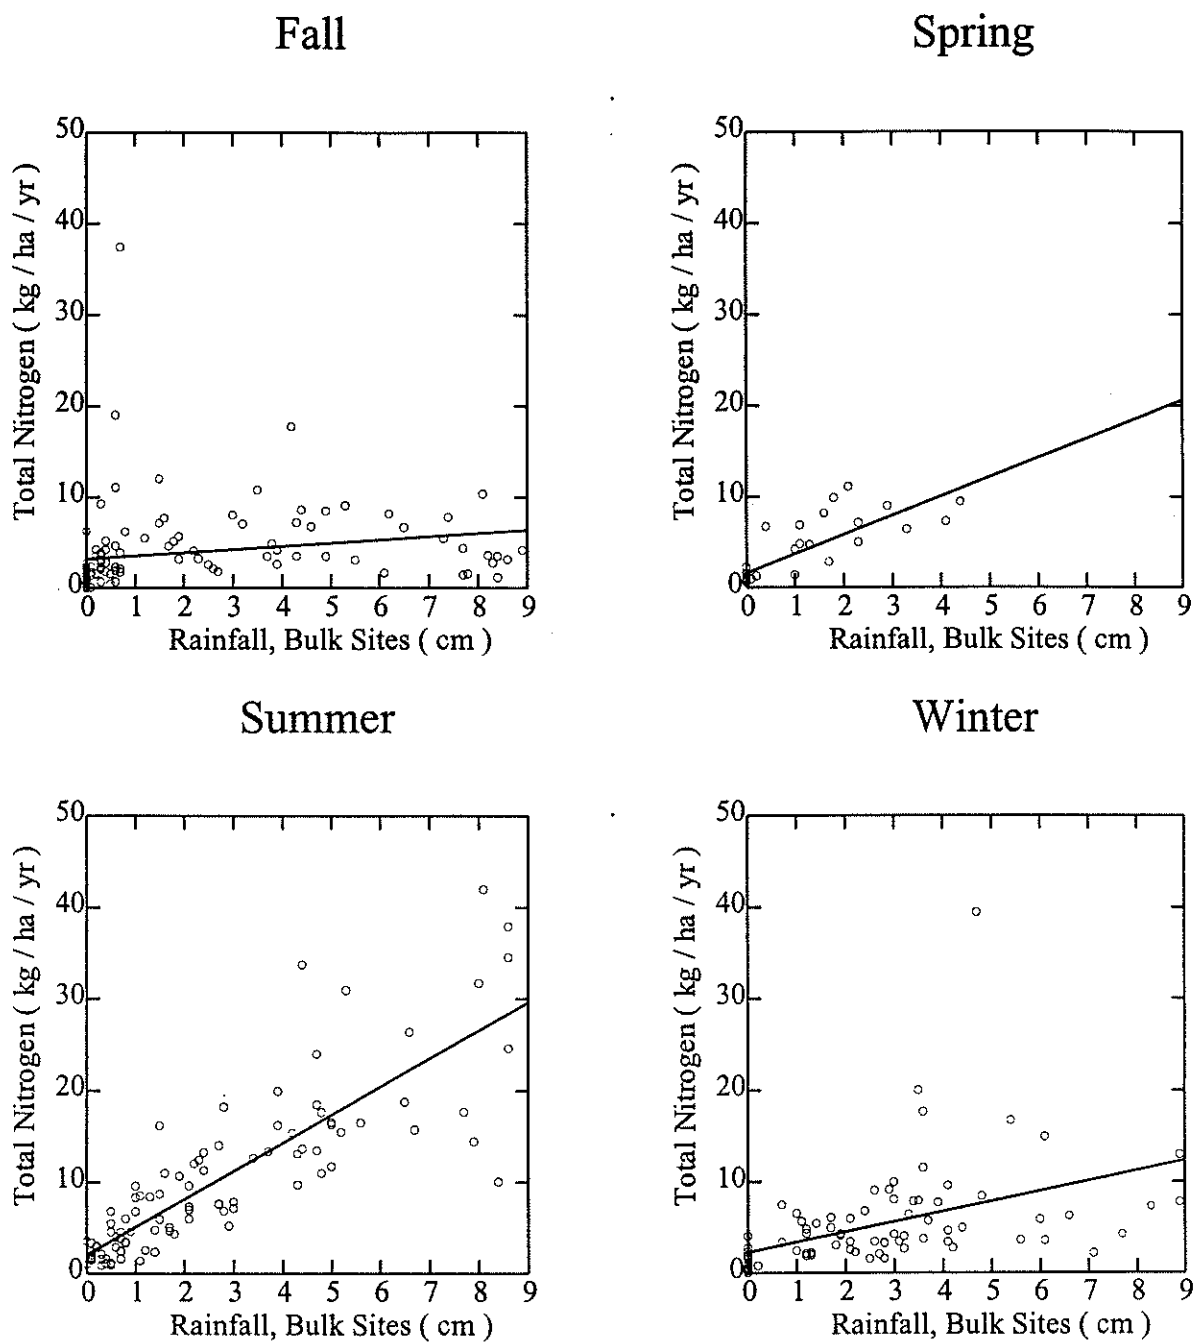 Fall
Total Nitrogen ( kg / ha / yr )
50
40
30
20
10
0
0 1 2 3 4 5 6 7 8 9
Rainfall, Bulk Sites ( cm )
Spring
Total Nitrogen ( kg / ha / yr )
50
40
30
20
10
0
0 1 2 3 4 5 6 7 8 9
Rainfall, Bulk Sites ( cm )
Summer
Total Nitrogen ( kg / ha / yr )
50
40
30
20
10
0
0 1 2 3 4 5 6 7 8 9
Rainfall, Bulk Sites ( cm )
Winter
Total Nitrogen ( kg / ha / yr )
50
40
30
20
10
0
0 1 2 3 4 5 6 7 8 9
Rainfall, Bulk Sites ( cm )